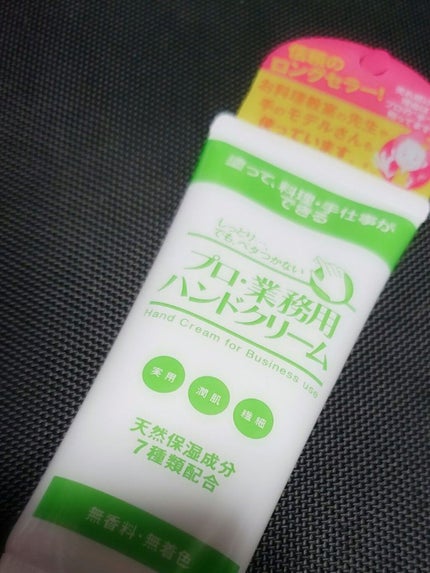 ロングセラー!
お料理教室の先生や
手のモデルさんも
使っています。
塗って、料理・手仕事が
できる
しっとり…
でも、ベタつかない
プロ・業務用
ハンドクリーム
Hand Cream for Business use
実用
潤肌
繊細
天然保湿成分
7種類配合
無香料・無着色